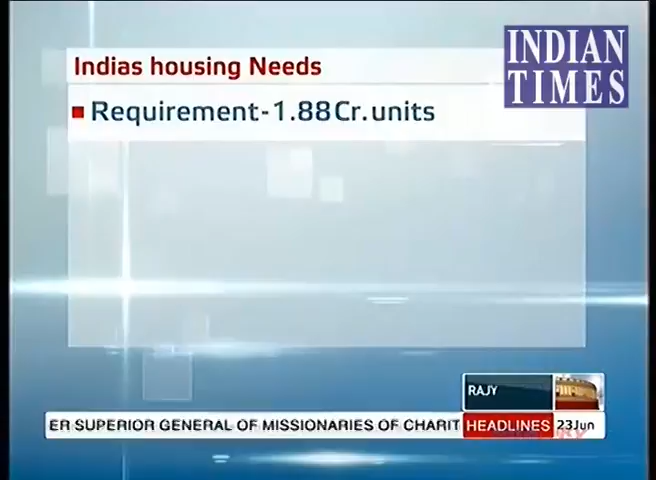 INDIAN
TIMES
Indias housing Needs
Requirement-1.88Cr.units
RAJY
ER SUPERIOR GENERAL OF MISSIONARIES OF CHARIT
HEADLINES
23Jun